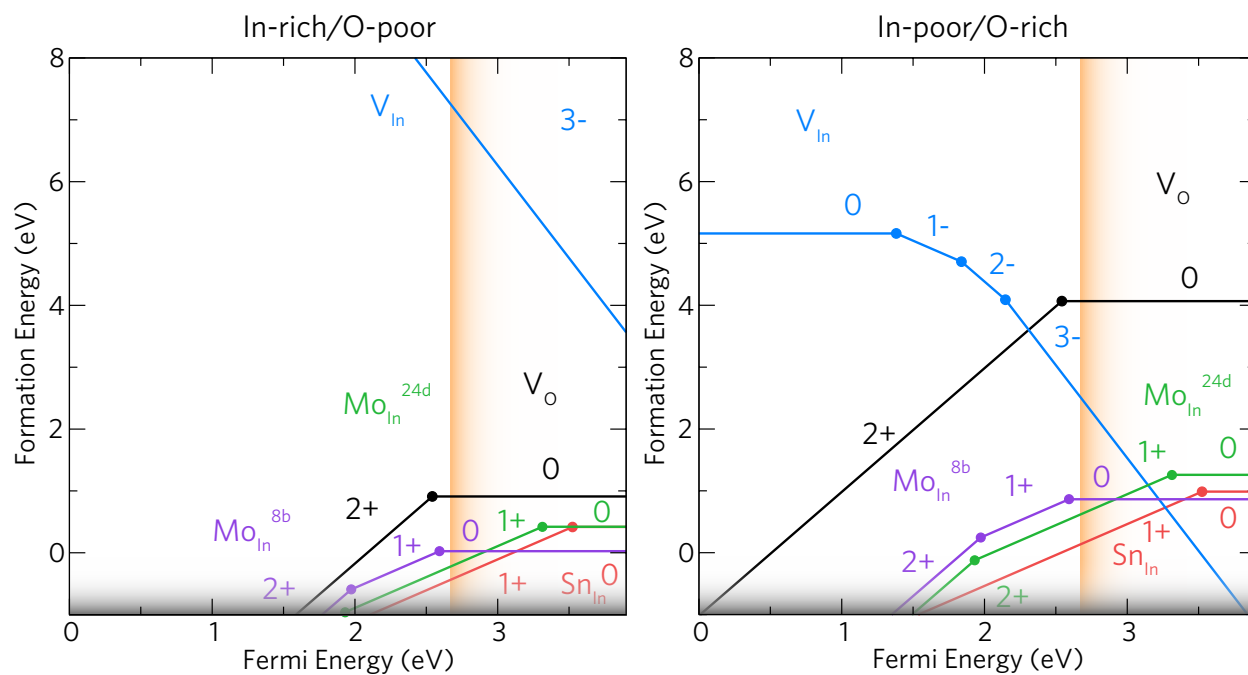 In-rich/O-poor
8
6
4
2
0
Formation Energy (eV)
V_In
3-
Mo_In^24d
V_O
0
2+
Mo_In^8b
1+
0
1+
0
2+
1+
Sn_In
0
0
1
2
3
Fermi Energy (eV)
In-poor/O-rich
8
6
4
2
0
Formation Energy (eV)
V_In
0
1-
2-
V_O
0
3-
Mo_In^24d
2+
Mo_In^8b
1+
0
1+
0
2+
1+
0
Sn_In
2+
0
1
2
3
Fermi Energy (eV)